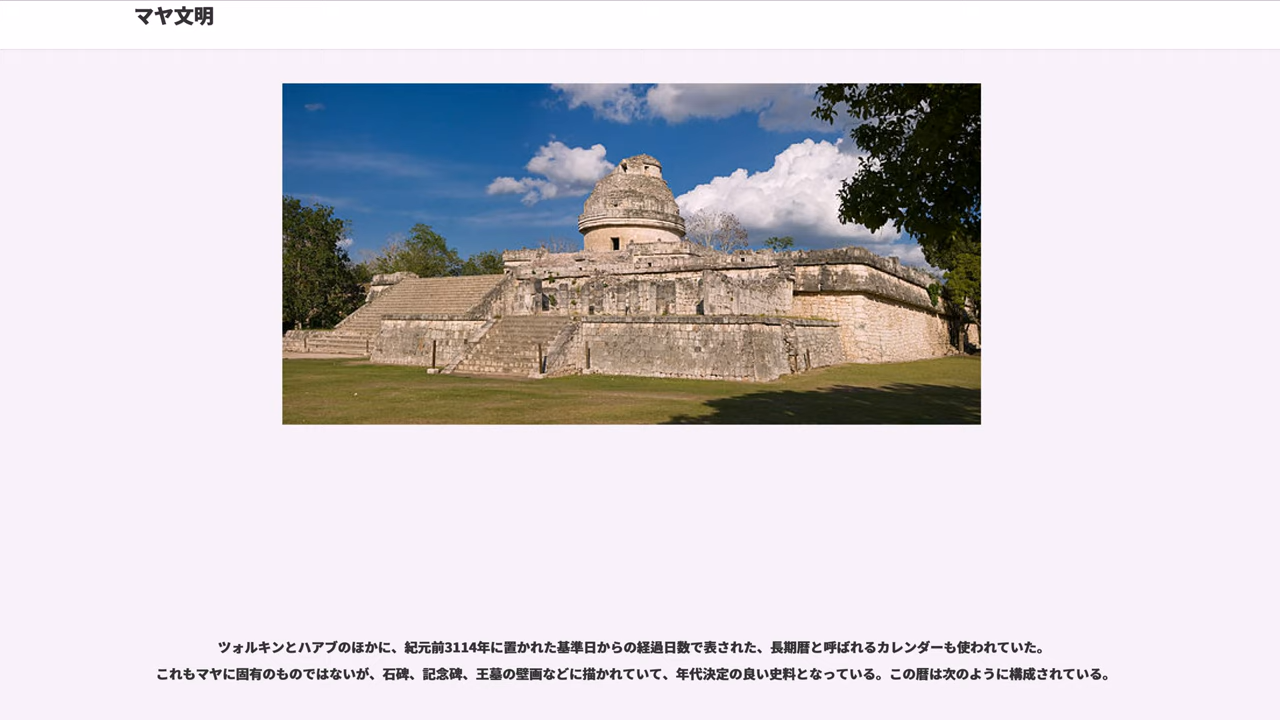 マヤ文明
ツォルキンとハアブのほかに、紀元前3114年に置かれた基準日からの経過日数で表された、長期暦と呼ばれるカレンダーも使われていた。
これもマヤに固有のものではないが、石碑、記念碑、王墓の壁画などに描かれていて、年代決定の良い史料となっている。この暦は次のように構成されている。